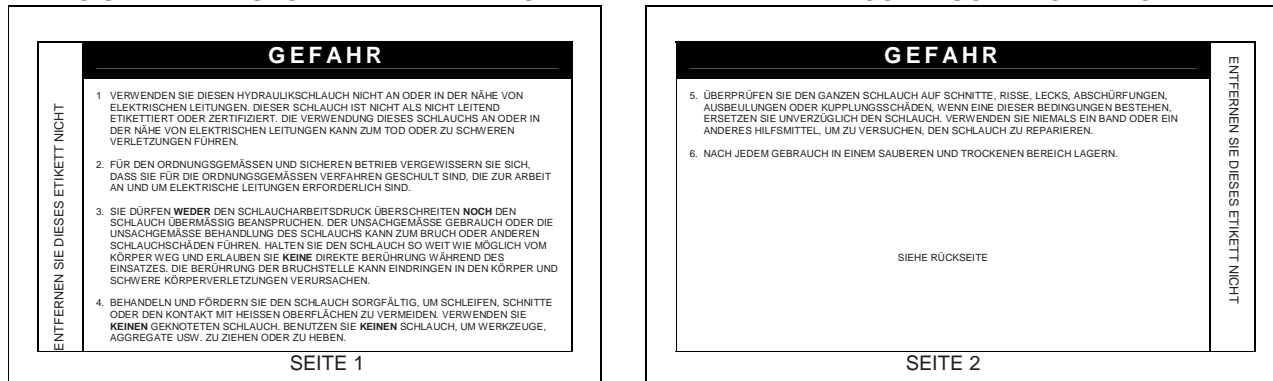 GEFAHR
1 VERWENDEN SIE DIESEN HYDRAULIKSCHLAUCH NICHT AN ODER IN DER NÄHE VON
ELEKTRISCHEN LEITUNGEN. DIESER SCHLAUCH IST NICHT ALS NICHT LEITEND
ETIKETTIERT ODER ZERTIFIZIERT. DIE VERWENDUNG DIESES SCHLAUCHS AN ODER IN
DER NÄHE VON ELEKTRISCHEN LEITUNGEN KANN ZUM TOD ODER ZU SCHWEREN
VERLETZUNGEN FÜHREN.
2. FÜR DEN ORDNUNGSGEMÄSSEN UND SICHEREN BETRIEB VERGEWISSERN SIE SICH,
DASS SIE FÜR DIE ORDNUNGSGEMÄSSEN VERFAHREN GESCHULT SIND, DIE ZUR ARBEIT
AN UND UM ELEKTRISCHE LEITUNGEN ERFORDERLICH SIND.
3. SIE DÜRFEN WEDER DEN SCHLAUCHARBEITSDRUCK ÜBERSCHREITEN NOCH DEN
SCHLAUCH ÜBERMÄSSIG BEANSPRUCHEN. DER UNSACHGEMÄSSE GEBRAUCH ODER DIE
UNSACHGEMÄSSE BEHANDLUNG DES SCHLAUCHS KANN ZUM BRUCH ODER ANDEREN
SCHLAUCHSCHÄDEN FÜHREN. HALTEN SIE DEN SCHLAUCH SO WEIT WIE MÖGLICH VOM
KÖRPER WEG UND ERLAUBEN SIE KEINE DIREKTE BERÜHRUNG WÄHREND DES
EINSATZES. DIE BERÜHRUNG DER BRUCHSTELLE KANN EINDRINGEN IN DEN KÖRPER UND
SCHWERE KÖRPERVERLETZUNGEN VERURSACHEN.
4. BEHANDELN UND FÖRDERN SIE DEN SCHLAUCH SORGFÄLTIG, UM SCHLEIFEN, SCHNITTE
ODER DEN KONTAKT MIT HEISSEN OBERFLÄCHEN ZU VERMEIDEN. VERWENDEN SIE
KEINEN GEKNOTETEN SCHLAUCH. BENUTZEN SIE KEINEN SCHLAUCH, UM WERKZEUGE,
AGGREGATE USW. ZU ZIEHEN ODER ZU HEBEN.
ENTFERNEN SIE DIESES ETIKETT NICHT
SEITE 1
GEFAHR
5. ÜBERPRÜFEN SIE DEN GANZEN SCHLAUCH AUF SCHNITTE, RISSE, LECKS, ABSCHÜRFUNGEN,
AUSBEULUNGEN ODER KUPPLUNGSSCHÄDEN, WENN EINE DIESER BEDINGUNGEN BESTEHEN,
ERSETZEN SIE UNVERZÜGLICH DEN SCHLAUCH. VERWENDEN SIE NIEMALS EIN BAND ODER EIN
ANDERES HILFSMITTEL, UM ZU VERSUCHEN, DEN SCHLAUCH ZU REPARIEREN.
6. NACH JEDEM GEBRAUCH IN EINEM SAUBEREN UND TROCKENEN BEREICH LAGERN.
SIEHE RÜCKSEITE
ENTFERNEN SIE DIESES ETIKETT NICHT
SEITE 2